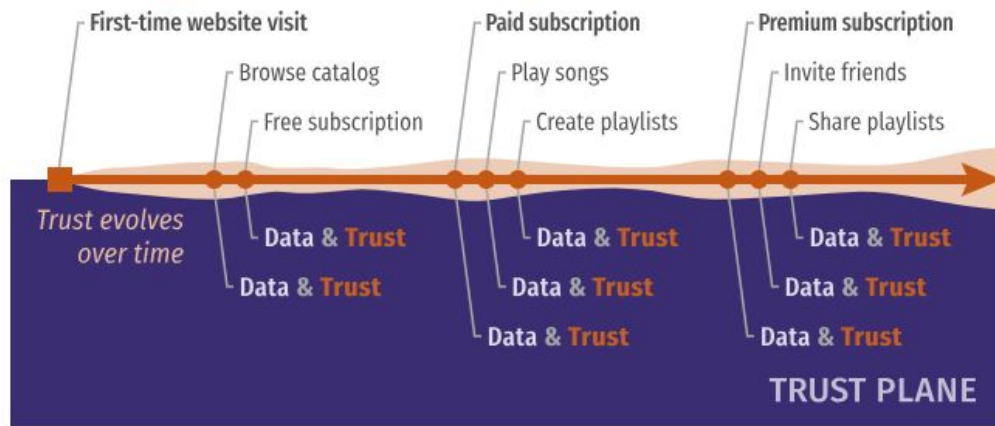 First-time website visit
Paid subscription
Premium subscription
Browse catalog
Play songs
Invite friends
Free subscription
Create playlists
Share playlists
Trust evolves
over time
Data & Trust
Data & Trust
Data & Trust
Data & Trust
Data & Trust
Data & Trust
Data & Trust
Data & Trust
TRUST PLANE